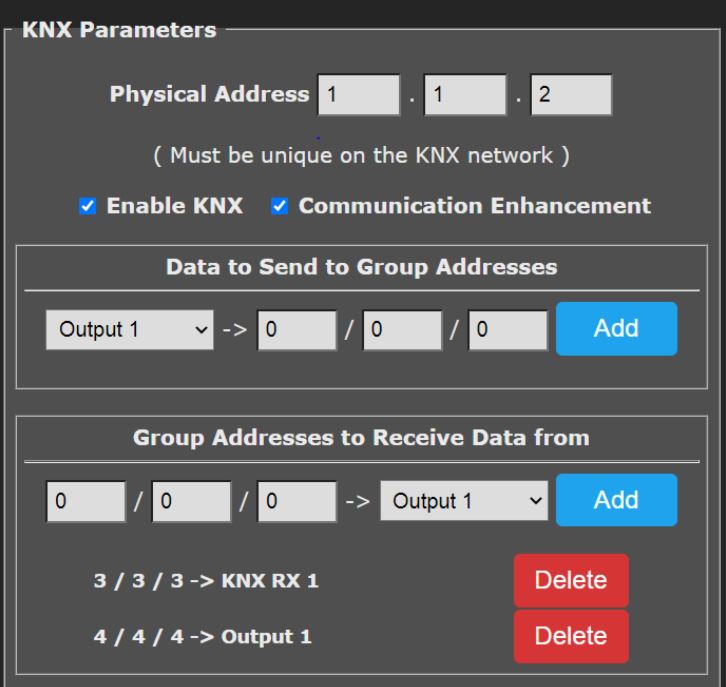 KNX Parameters
Physical Address 1 . 1 . 2
( Must be unique on the KNX network )
Enable KNX Communication Enhancement
Data to Send to Group Addresses
Output 1 -> 0 / 0 / 0 Add
Group Addresses to Receive Data from
0 / 0 / 0 -> Output 1 Add
3 / 3 / 3 -> KNX RX 1 Delete
4 / 4 / 4 -> Output 1 Delete